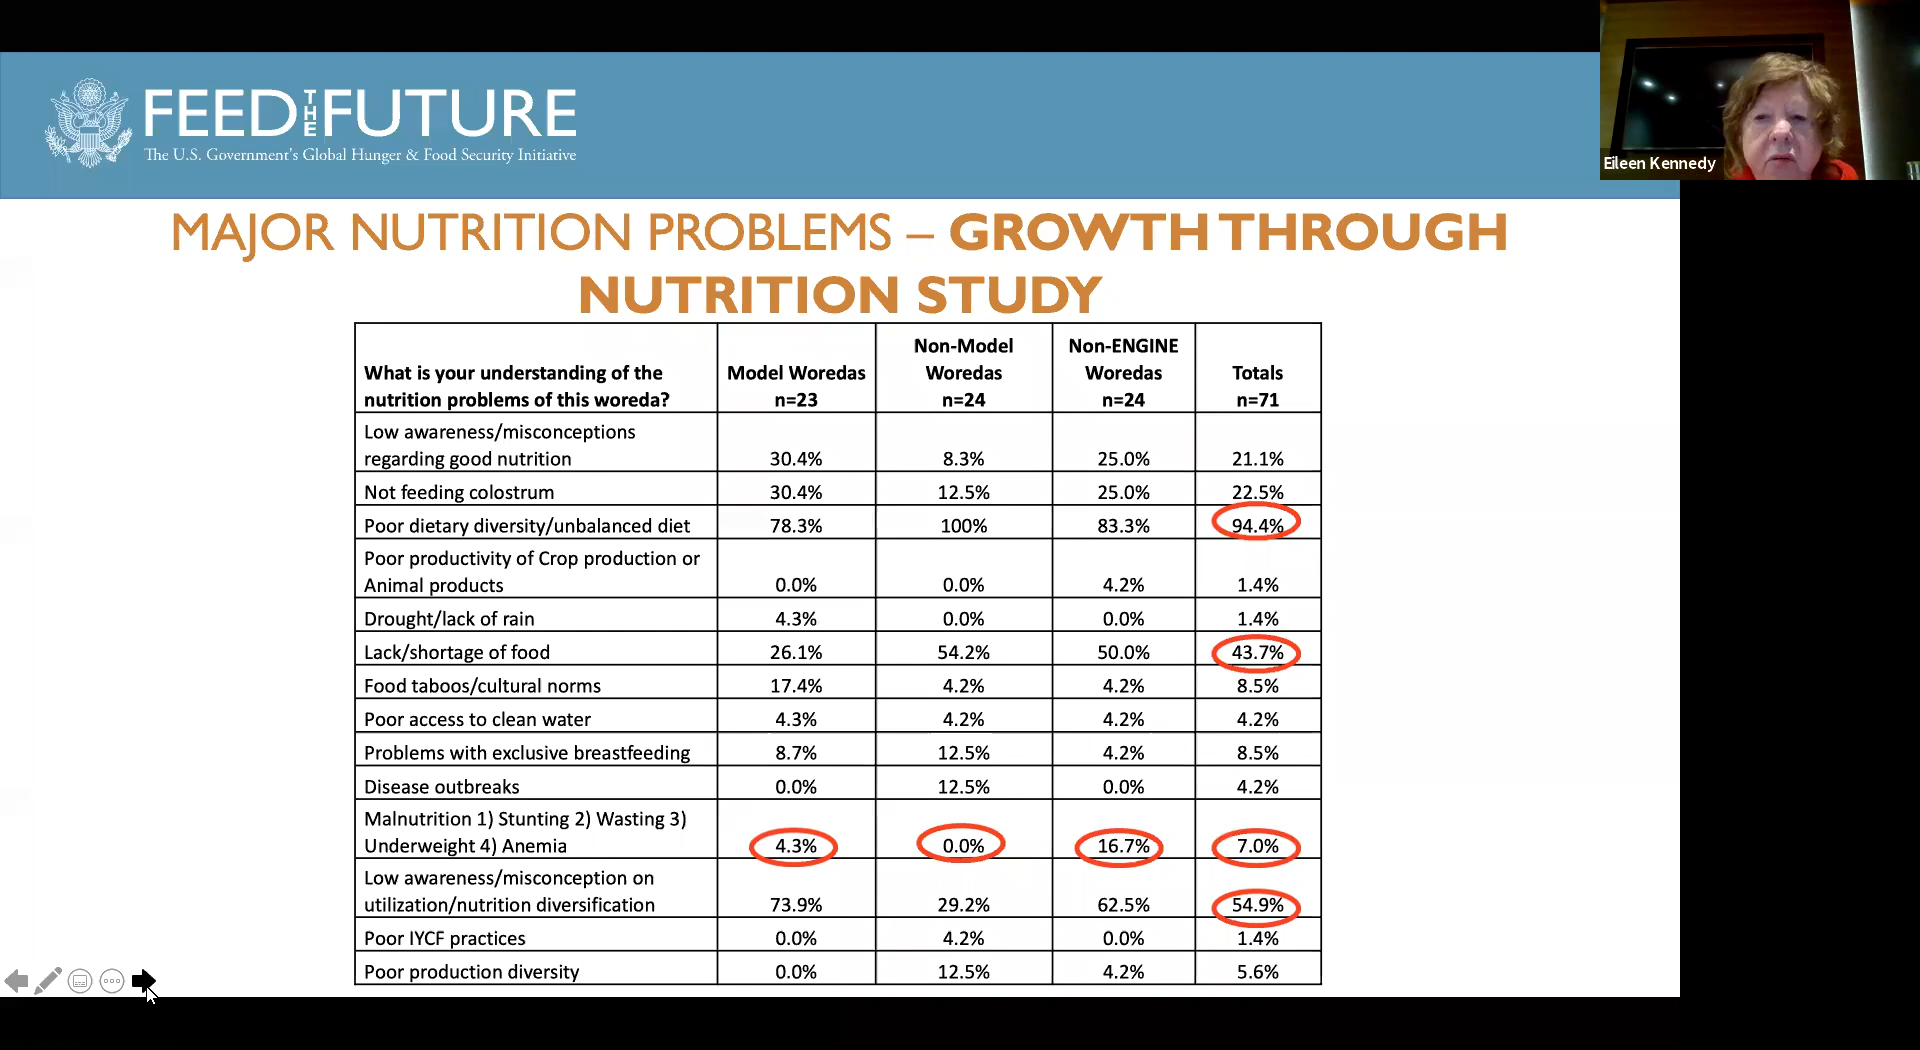 FEED THE FUTURE
The U.S. Government's Global Hunger & Food Security Initiative
Eileen Kennedy
MAJOR NUTRITION PROBLEMS – GROWTH THROUGH
NUTRITION STUDY
What is your understanding of the
nutrition problems of this woreda?
Model Woredas
n=23
Non-Model
Woredas
n=24
Non-ENGINE
Woredas
n=24
Totals
n=71
Low awareness/misconceptions
regarding good nutrition 30.4% 8.3% 25.0% 21.1%
Not feeding colostrum 30.4% 12.5% 25.0% 22.5%
Poor dietary diversity/unbalanced diet 78.3% 100% 83.3% 94.4%
Poor productivity of Crop production or
Animal products 0.0% 0.0% 4.2% 1.4%
Drought/lack of rain 4.3% 0.0% 0.0% 1.4%
Lack/shortage of food 26.1% 54.2% 50.0% 43.7%
Food taboos/cultural norms 17.4% 4.2% 4.2% 8.5%
Poor access to clean water 4.3% 4.2% 4.2% 4.2%
Problems with exclusive breastfeeding 8.7% 12.5% 4.2% 8.5%
Disease outbreaks 0.0% 12.5% 0.0% 4.2%
Malnutrition 1) Stunting 2) Wasting 3)
Underweight 4) Anemia 4.3% 0.0% 16.7% 7.0%
Low awareness/misconception on
utilization/nutrition diversification 73.9% 29.2% 62.5% 54.9%
Poor IYCF practices 0.0% 4.2% 0.0% 1.4%
Poor production diversity 0.0% 12.5% 4.2% 5.6%